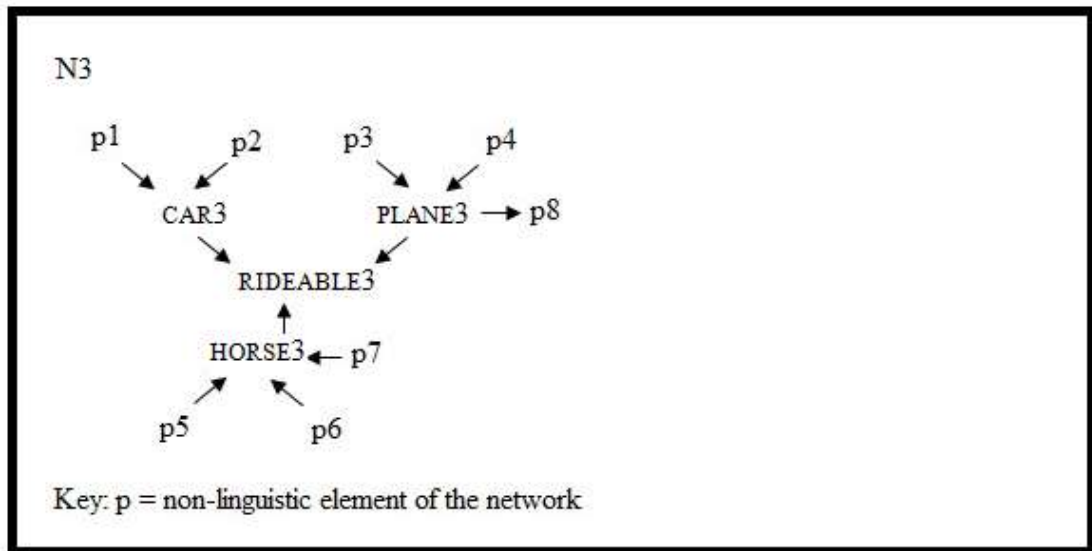 N3
p1 p2 p3 p4
CAR3 PLANE3 p8
RIDEABLE3
HORSE3 p7
p5 p6
Key: p = non-linguistic element of the network